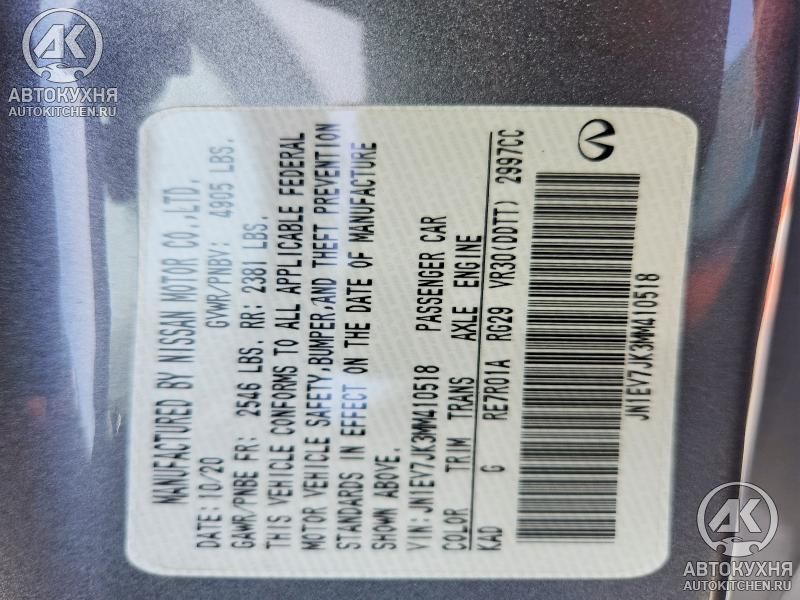 AK
АВТОКУХНЯ
AUTOKITCHEN.RU
MANUFACTURED BY NISSAN MOTOR CO.,LTD.
DATE: 10/20 GVWR/PNBV: 4905 LBS.
GAWR/PNBE FR: 2546 LBS. RR: 2381 LBS.
THIS VEHICLE CONFORMS TO ALL APPLICABLE FEDERAL
MOTOR VEHICLE SAFETY,BUMPER,AND THEFT PREVENTION
STANDARDS IN EFFECT ON THE DATE OF MANUFACTURE
SHOWN ABOVE.
VIN:JN1EV7JK3MM410518 PASSENGER CAR
COLOR TRIM TRANS AXLE ENGINE
KAD G RE7R01A RG29 VR30(DDTT) 2997CC
JN1EV7JK3MM410518
AK
АВТОКУХНЯ
AUTOKITCHEN.RU